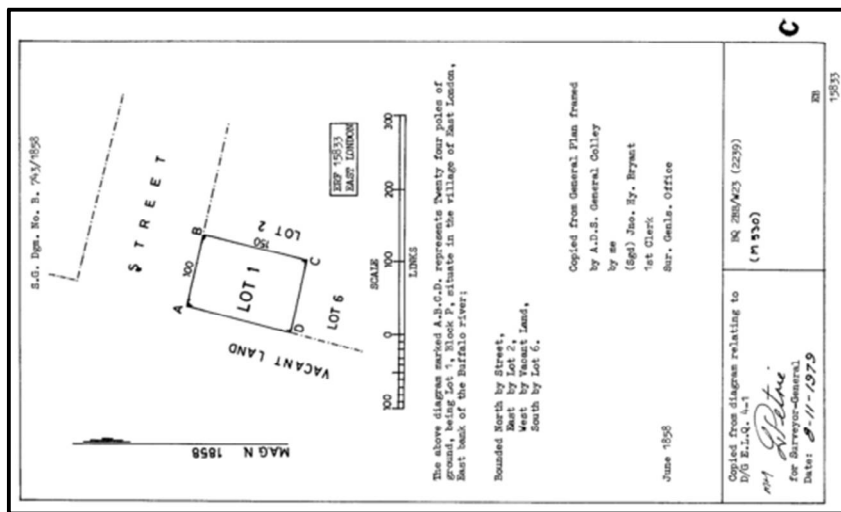 C
S.G. Dgm. No. B. 743/1858
STREET
A
100
B
LOT 1
150
LOT 2
C
D
LOT 6
VACANT LAND
MAG N 1858
ERF 15833
EAST LONDON
SCALE
100 0 100 200 300
LINKS
The above diagram marked A.B.C.D. represents Twenty four poles of
ground, being Lot 1, Block P, situate in the village of East London,
East bank of the Buffalo river;
Bounded North by Street,
East by Lot 2,
West by Vacant Land,
South by Lot 6.
Copied from General Plan framed
by A.D.S. General Colley
by me
(Sgd) Jno. Hy. Bryant
1st Clerk
Sur. Genls. Office
June 1858
Copied from diagram relating to
D/G E.L.Q. 4-1
Petrie
for Surveyor-General
Date: 8-11-1979
BQ 2BB/W23 (2239)
(M 530)
15833